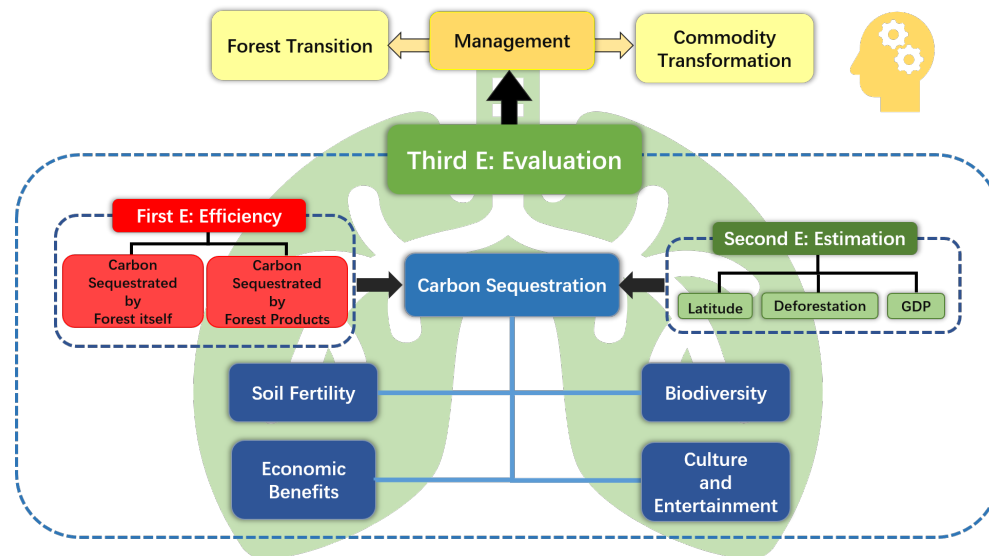 Forest Transition
Management
Commodity
Transformation
Third E: Evaluation
First E: Efficiency
Carbon
Sequestrated
by
Forest itself
Carbon
Sequestrated
by
Forest Products
Carbon Sequestration
Second E: Estimation
Latitude
Deforestation
GDP
Soil Fertility
Biodiversity
Economic
Benefits
Culture
and
Entertainment